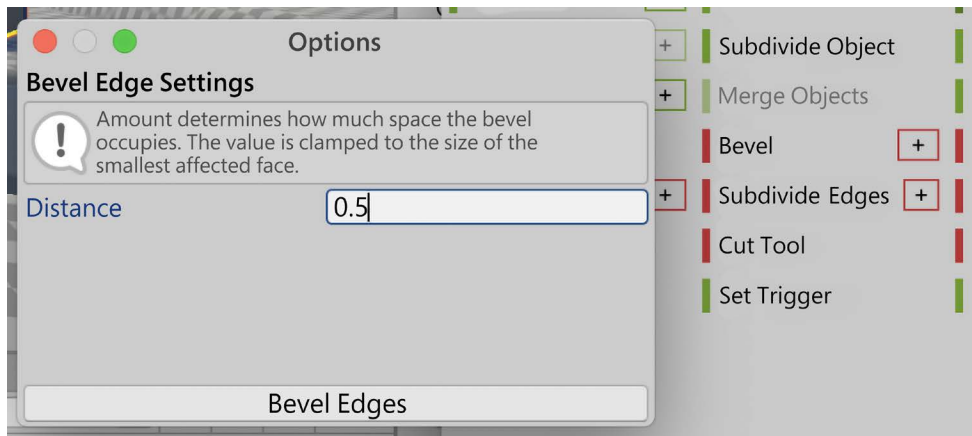 Options
Bevel Edge Settings
!
Amount determines how much space the bevel
occupies. The value is clamped to the size of the
smallest affected face.
Distance
0.5
Bevel Edges
+
Subdivide Object
+
Merge Objects
Bevel
+
+
Subdivide Edges
+
Cut Tool
Set Trigger